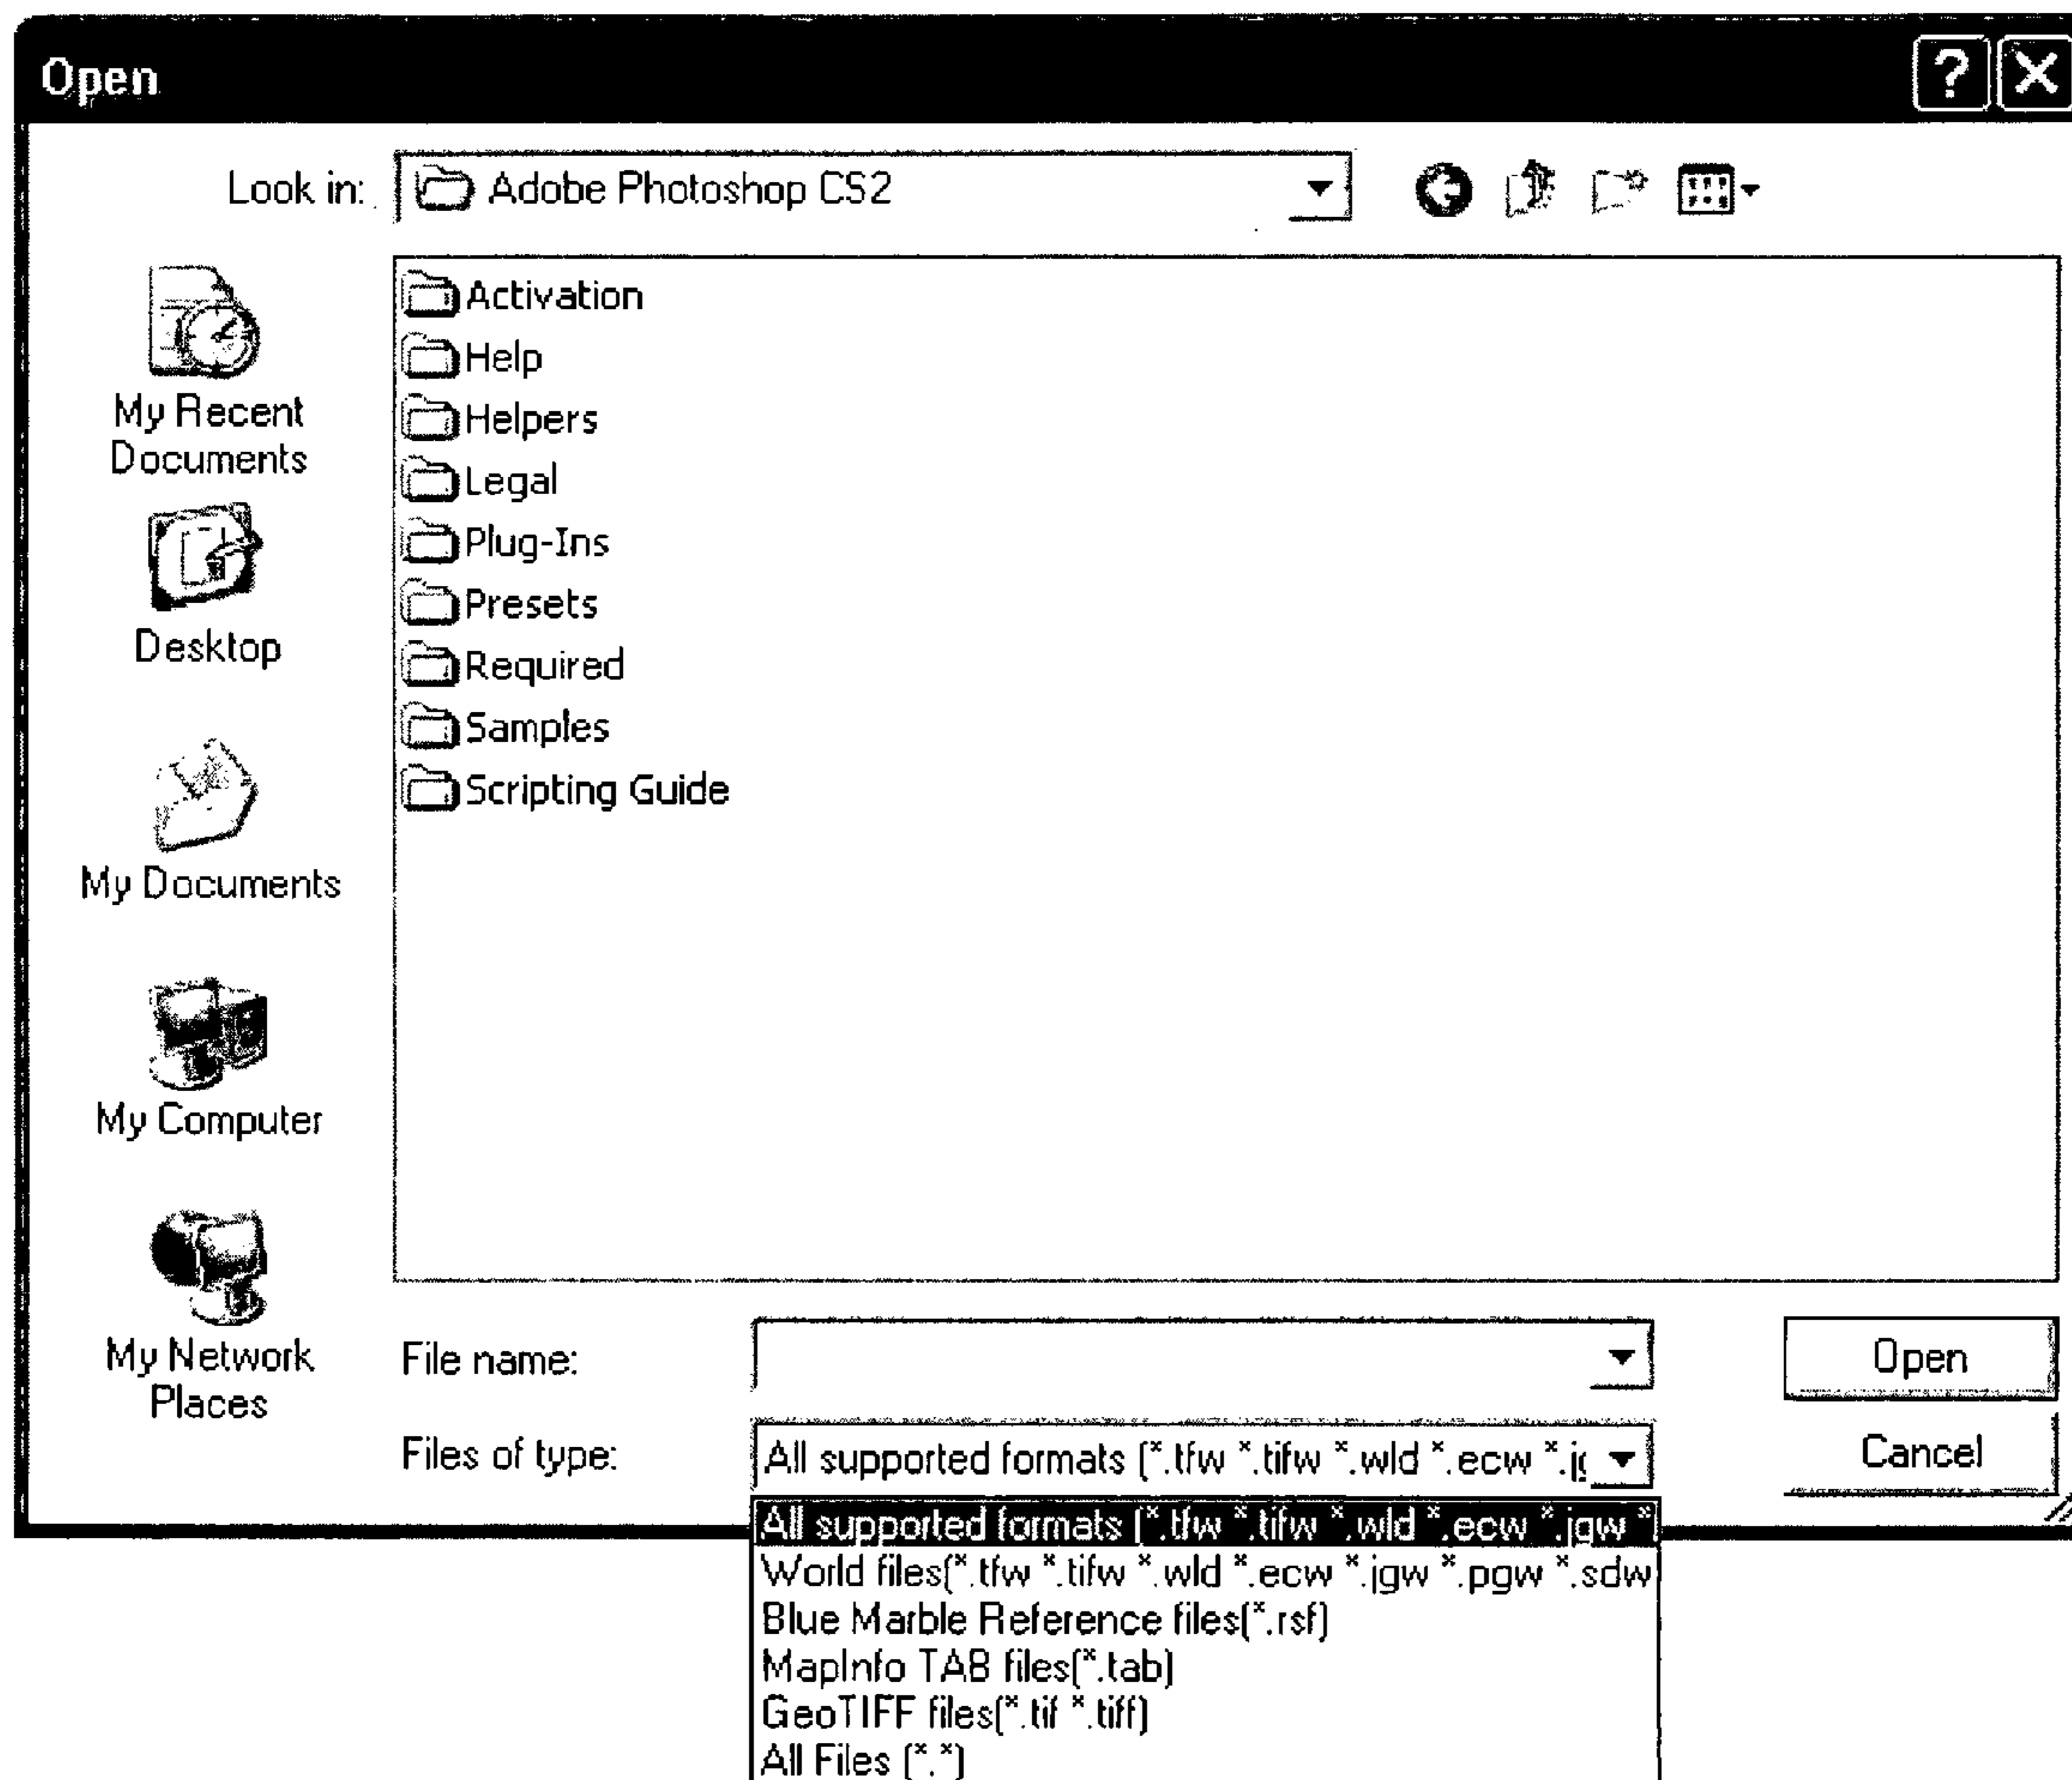 Open
Look in: Adobe Photoshop CS2
Activation
Help
Helpers
Legal
Plug-Ins
Presets
Required
Samples
Scripting Guide
My Recent
Documents
Desktop
My Documents
My Computer
My Network
Places
File name:
Open
Files of type: All supported formats (*.tfw *.tifw *.wld *.ecw *.jg
Cancel
All supported formats (*.tfw *.tifw *.wld *.ecw *.jgw *
World files(*.tfw *.tifw *.wld *.ecw *.jgw *.pgw *.sdw
Blue Marble Reference files(*.rsf)
MapInfo TAB files(*.tab)
GeoTIFF files(*.tif *.tiff)
All Files (*.*)